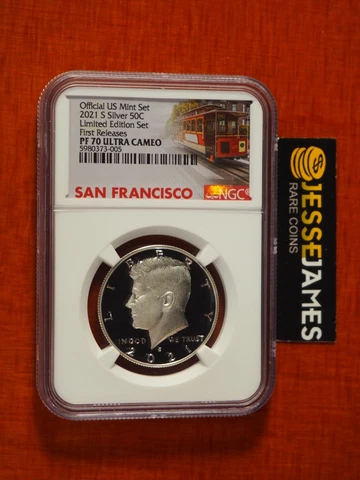 Official US Mint Set
2021 S Silver 50C
Limited Edition Set
First Releases
PF 70 ULTRA CAMEO
5980373-005
SAN FRANCISCO
NGC
LIBERTY
IN GOD WE TRUST
S
2021
JESSE JAMES
RARE COINS